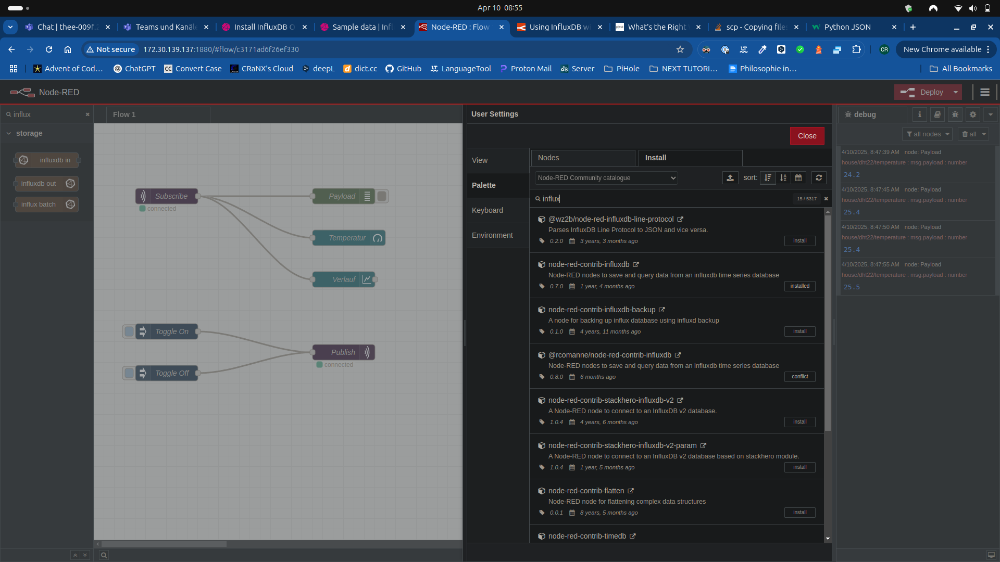 Apr 10 08:55
Chat | thee-009f.2
Teams und Kanäle
Install InfluxDB O
Sample data | Infl
Node-RED : Flow
Using InfluxDB wi
What's the Right
scp - Copying files
Python JSON
Not secure
172.30.139.137:1880/#flow/c3171ad6f26ef330
CR
New Chrome available
Advent of Cod...
ChatGPT
CC Convert Case
CRaNX's Cloud
deepL
dict.cc
GitHub
LanguageTool
Proton Mail
Server
PiHole
NEXT TUTORI...
Philosophie in...
All Bookmarks
Node-RED
Deploy
influx
storage
influxdb in
influxdb out
influx batch
Flow 1
Subscribe
connected
Payload
Temperatur
Verlauf
Toggle On
Toggle Off
Publish
connected
User Settings
Close
View
Palette
Keyboard
Environment
Nodes
Install
Node-RED Community catalogue
sort:
influx
15 / 5317
@wz2b/node-red-influxdb-line-protocol
Parses InfluxDB Line Protocol to JSON and vice versa.
0.2.0 3 years, 3 months ago
install
node-red-contrib-influxdb
Node-RED nodes to save and query data from an influxdb time series database
0.7.0 1 year, 4 months ago
installed
node-red-contrib-influxdb-backup
A node for backing up influx database using influxd backup
0.1.0 4 years, 11 months ago
install
@rcomanne/node-red-contrib-influxdb
Node-RED nodes to save and query data from an influxdb time series database
0.8.0 6 months ago
conflict
node-red-contrib-stackhero-influxdb-v2
A Node-RED node to connect to an InfluxDB v2 database.
1.0.4 4 years, 6 months ago
install
node-red-contrib-stackhero-influxdb-v2-param
A Node-RED node to connect to an InfluxDB v2 database based on stackhero module.
1.0.4 1 year, 5 months ago
install
node-red-contrib-flatten
Node-RED node for flattening complex data structures
0.0.1 8 years, 5 months ago
install
node-red-contrib-timedb
debug
all nodes
all
4/10/2025, 8:47:39 AM node: Payload
house/dht22/temperature : msg.payload : number
24.2
4/10/2025, 8:47:45 AM node: Payload
house/dht22/temperature : msg.payload : number
25.4
4/10/2025, 8:47:50 AM node: Payload
house/dht22/temperature : msg.payload : number
25.4
4/10/2025, 8:47:55 AM node: Payload
house/dht22/temperature : msg.payload : number
25.5